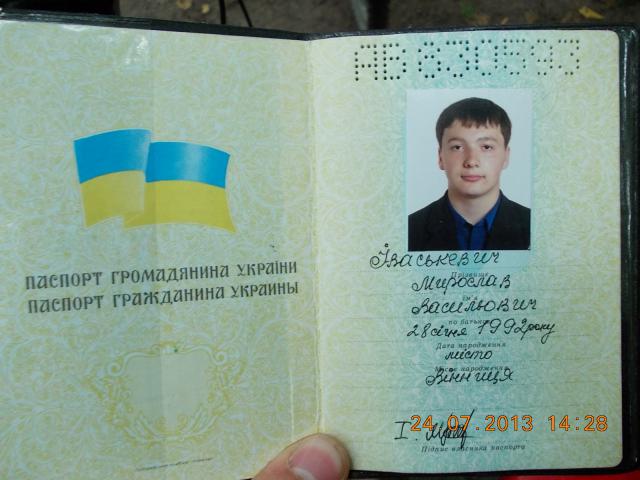 ПАСПОРТ ГРОМАДЯНИНА УКРАЇНИ
ПАСПОРТ ГРАЖДАНИНА УКРАИНЫ
АВ 630593
Іваськевич
Прізвище
Мирослав
Ім'я
Васильович
по батькові
28 січня 1992 року
Дата народження
місто
Місце народження
Вінниця
24.07.2013 14:28
Підпис власника паспорта